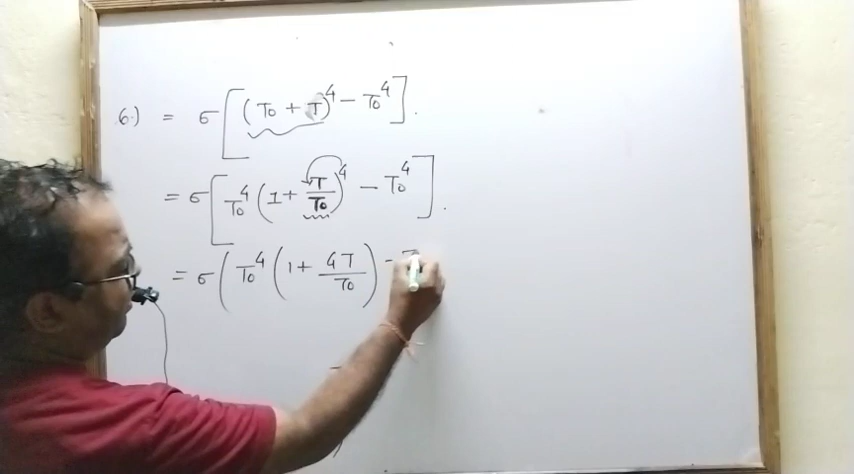 6.) = σ[(T₀ + T)⁴ − T₀⁴].
= σ[T₀⁴(1 + T/T₀)⁴ − T₀⁴].
= σ(T₀⁴(1 + 4T/T₀) − T